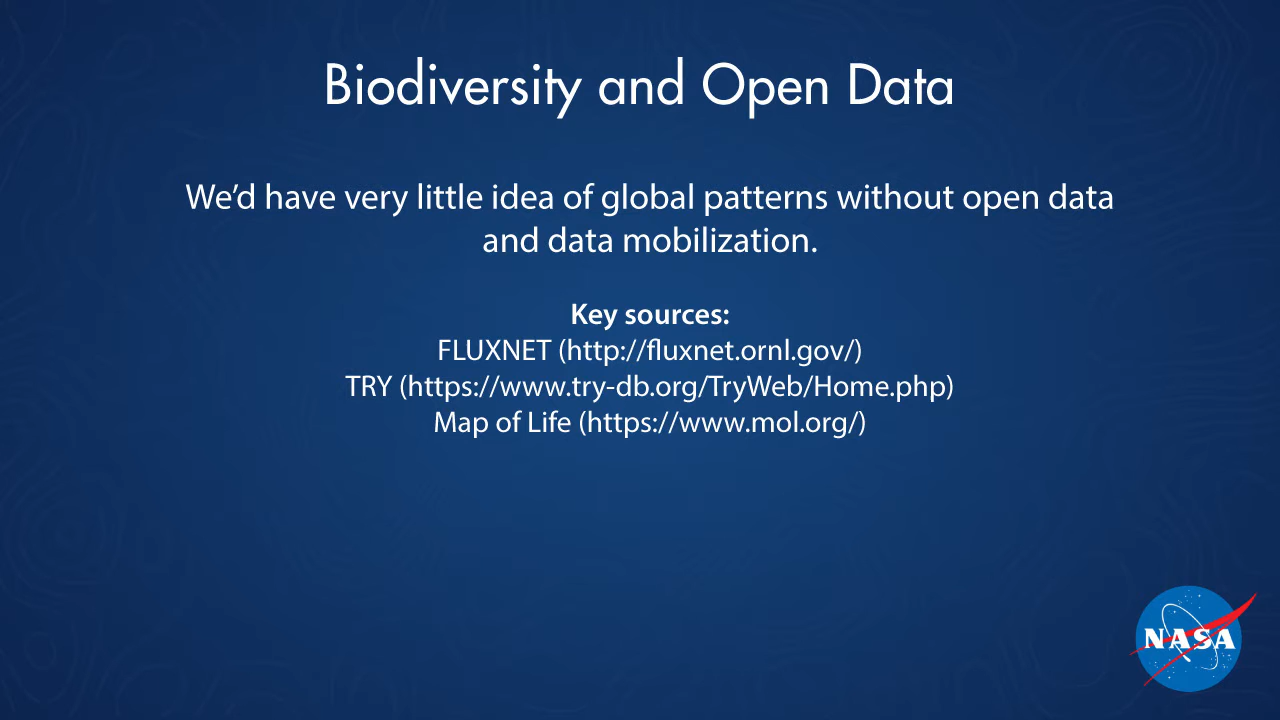 Biodiversity and Open Data
We’d have very little idea of global patterns without open data
and data mobilization.
Key sources:
FLUXNET (http://fluxnet.ornl.gov/)
TRY (https://www.try-db.org/TryWeb/Home.php)
Map of Life (https://www.mol.org/)
NASA